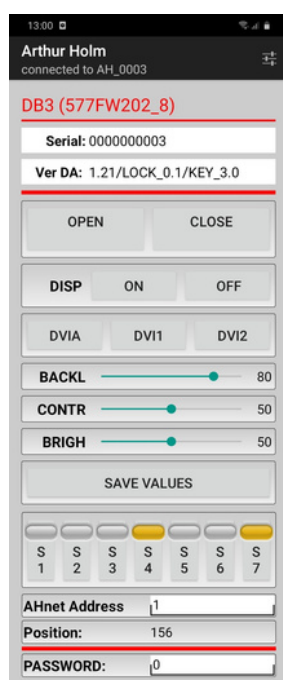 13:00
Arthur Holm
connected to AH_0003
DB3 (577FW202_8)
Serial: 0000000003
Ver DA: 1.21/LOCK_0.1/KEY_3.0
OPEN CLOSE
DISP ON OFF
DVIA DVI1 DVI2
BACKL 80
CONTR 50
BRIGH 50
SAVE VALUES
S S S S S S S
1 2 3 4 5 6 7
AHnet Address 1
Position: 156
PASSWORD: 0